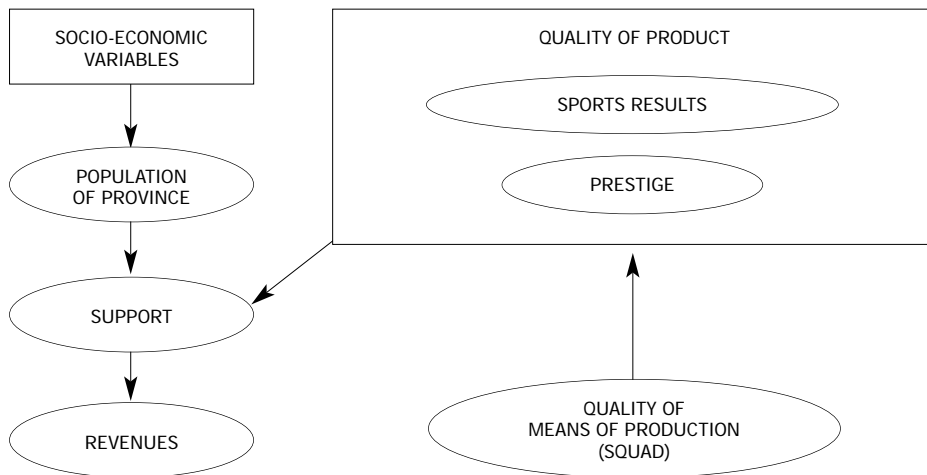 SOCIO-ECONOMIC
VARIABLES
QUALITY OF PRODUCT
SPORTS RESULTS
POPULATION
OF PROVINCE
PRESTIGE
SUPPORT
REVENUES
QUALITY OF
MEANS OF PRODUCTION
(SQUAD)